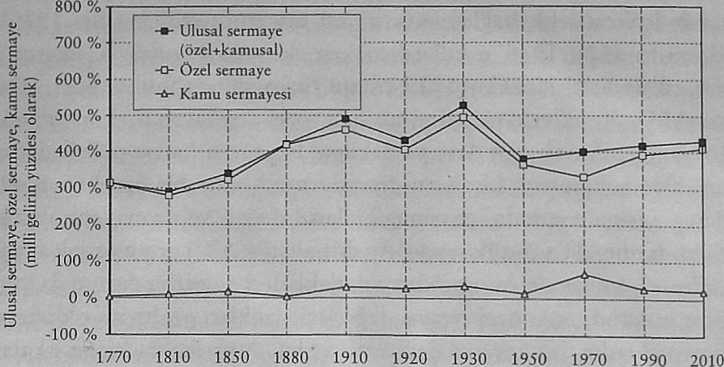 Ulusal sermaye, özel sermaye, kamu sermaye
(milli gelirin yüzdesi olarak)
800 %
700 %
600 %
500 %
400 %
300 %
200 %
100 %
0 %
-100 %
Ulusal sermaye
(özel+kamusal)
Özel sermaye
Kamu sermayesi
1770 1810 1850 1880 1910 1920 1930 1950 1970 1990 2010